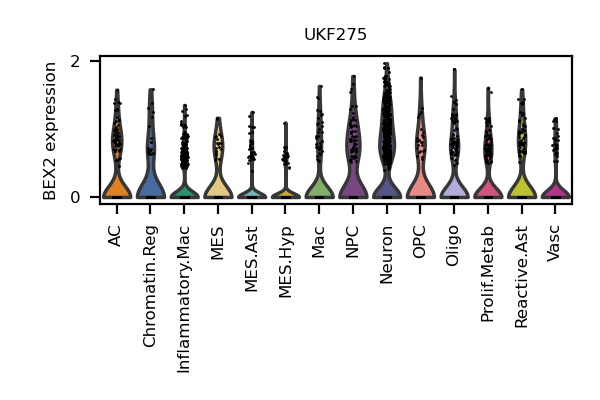 UKF275
BEX2 expression
2
0
AC
Chromatin.Reg
Inflammatory.Mac
MES
MES.Ast
MES.Hyp
Mac
NPC
Neuron
OPC
Oligo
Prolif.Metab
Reactive.Ast
Vasc